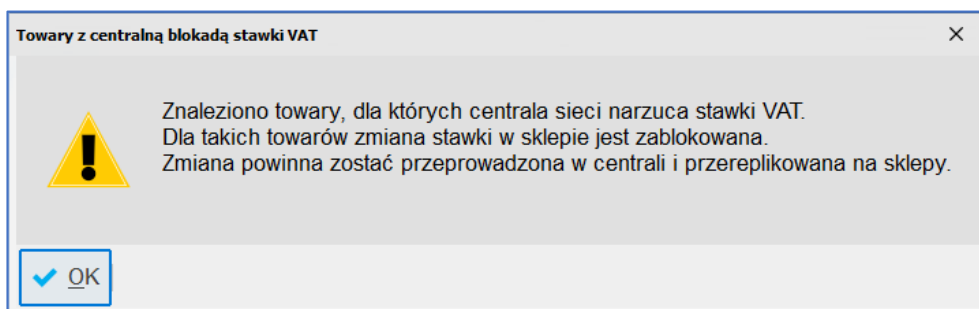 Towary z centralną blokadą stawki VAT
Znaleziono towary, dla których centrala sieci narzuca stawki VAT.
Dla takich towarów zmiana stawki w sklepie jest zablokowana.
Zmiana powinna zostać przeprowadzona w centrali i przereplikowana na sklepy.
OK